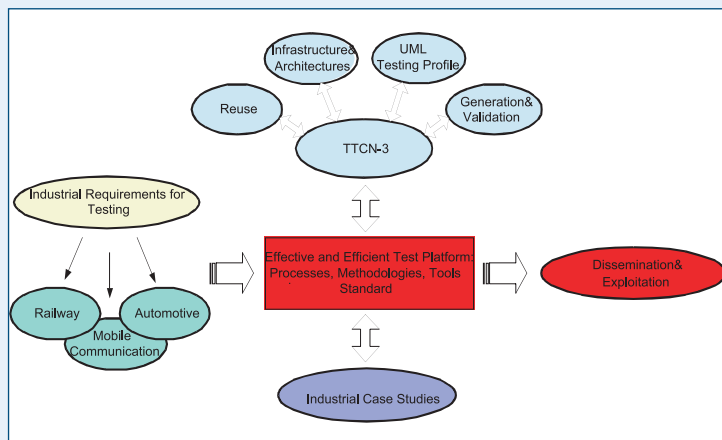 Infrastructure&
Architectures
UML
Testing Profile
Reuse
Generation&
Validation
TTCN-3
Industrial Requirements for
Testing
Effective and Efficient Test Platform:
Processes, Methodologies, Tools
Standard
Dissemination&
Exploitation
Railway
Automotive
Mobile
Communication
Industrial Case Studies